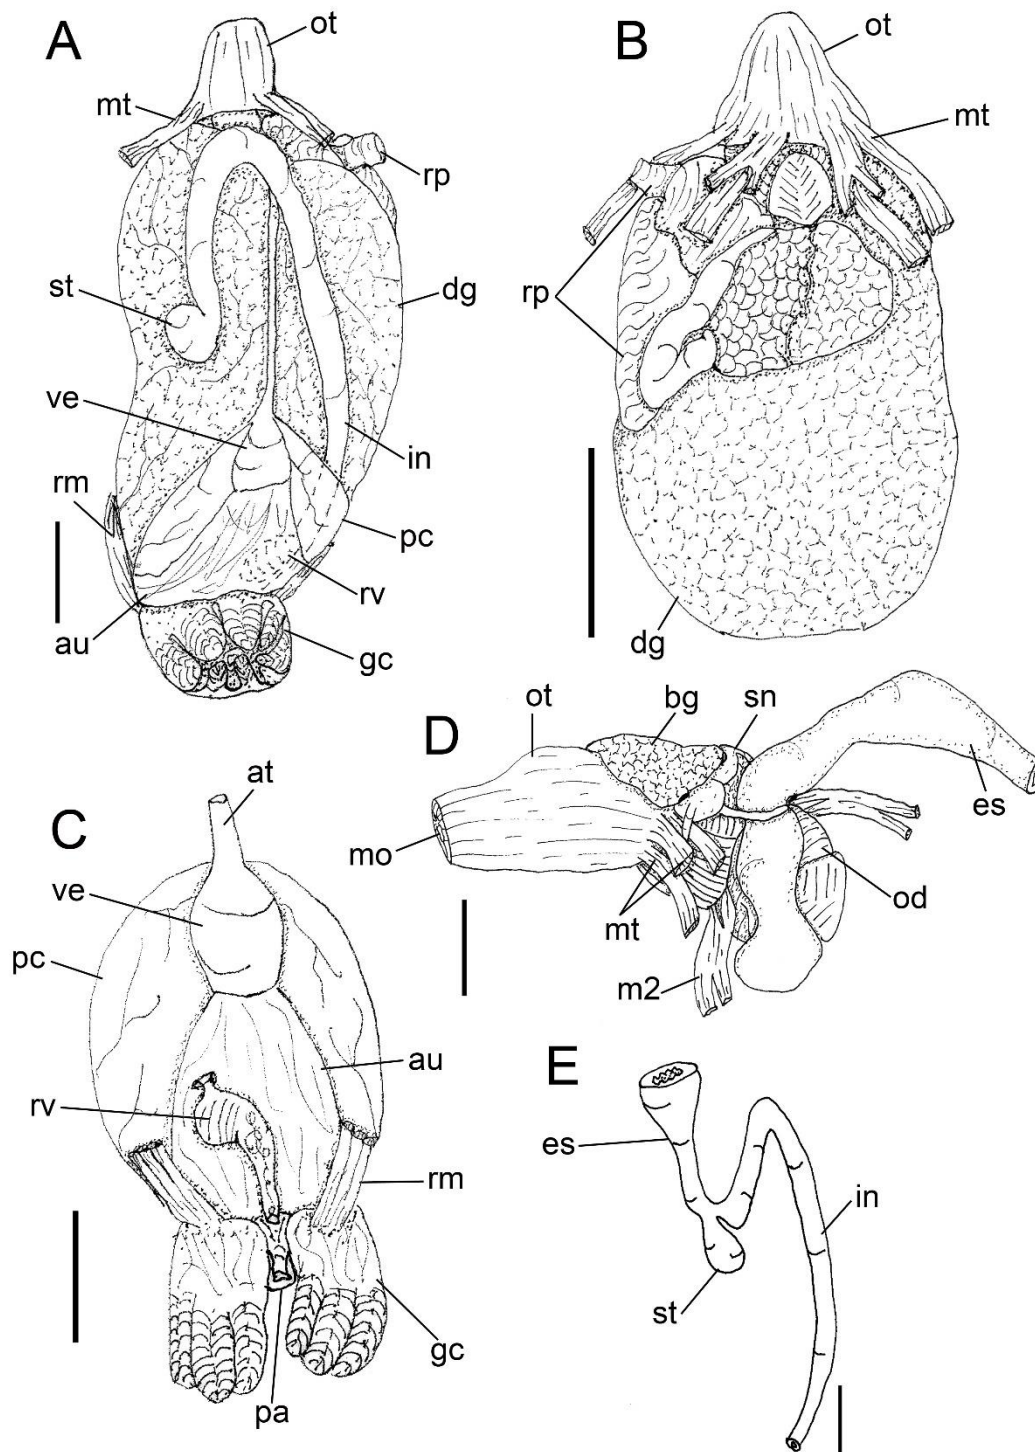 A
ot
mt
rp
st
dg
ve
in
rm
pc
rv
au
gc
B
ot
mt
rp
dg
C
at
ve
pc
au
rv
rm
gc
pa
D
ot
bg
sn
mo
es
od
mt
m2
E
es
in
st